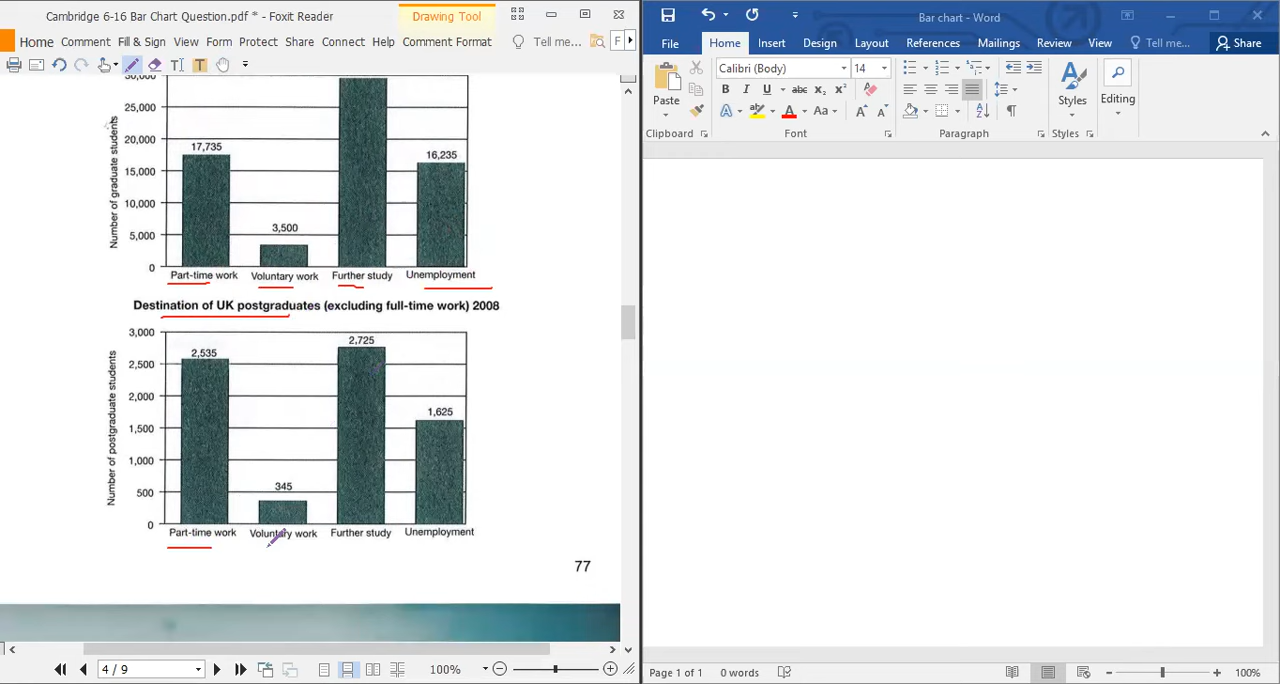 Cambridge 6-16 Bar Chart Question.pdf * - Foxit Reader
Drawing Tool
Home Comment Fill & Sign View Form Protect Share Connect Help Comment Format Tell me... F
30,000
25,000
20,000
15,000
10,000
5,000
0
Number of graduate students
17,735
3,500
16,235
Part-time work Voluntary work Further study Unemployment
Destination of UK postgraduates (excluding full-time work) 2008
3,000
2,500
2,000
1,500
1,000
500
0
Number of postgraduate students
2,535
345
2,725
1,625
Part-time work Voluntary work Further study Unemployment
77
4 / 9
100%
Bar chart - Word
File Home Insert Design Layout References Mailings Review View Tell me... Share
Calibri (Body) 14
Paste
B I U abc x₂ x²
A A Aa A A
Styles
Editing
Clipboard Font Paragraph Styles
Page 1 of 1 0 words
100%